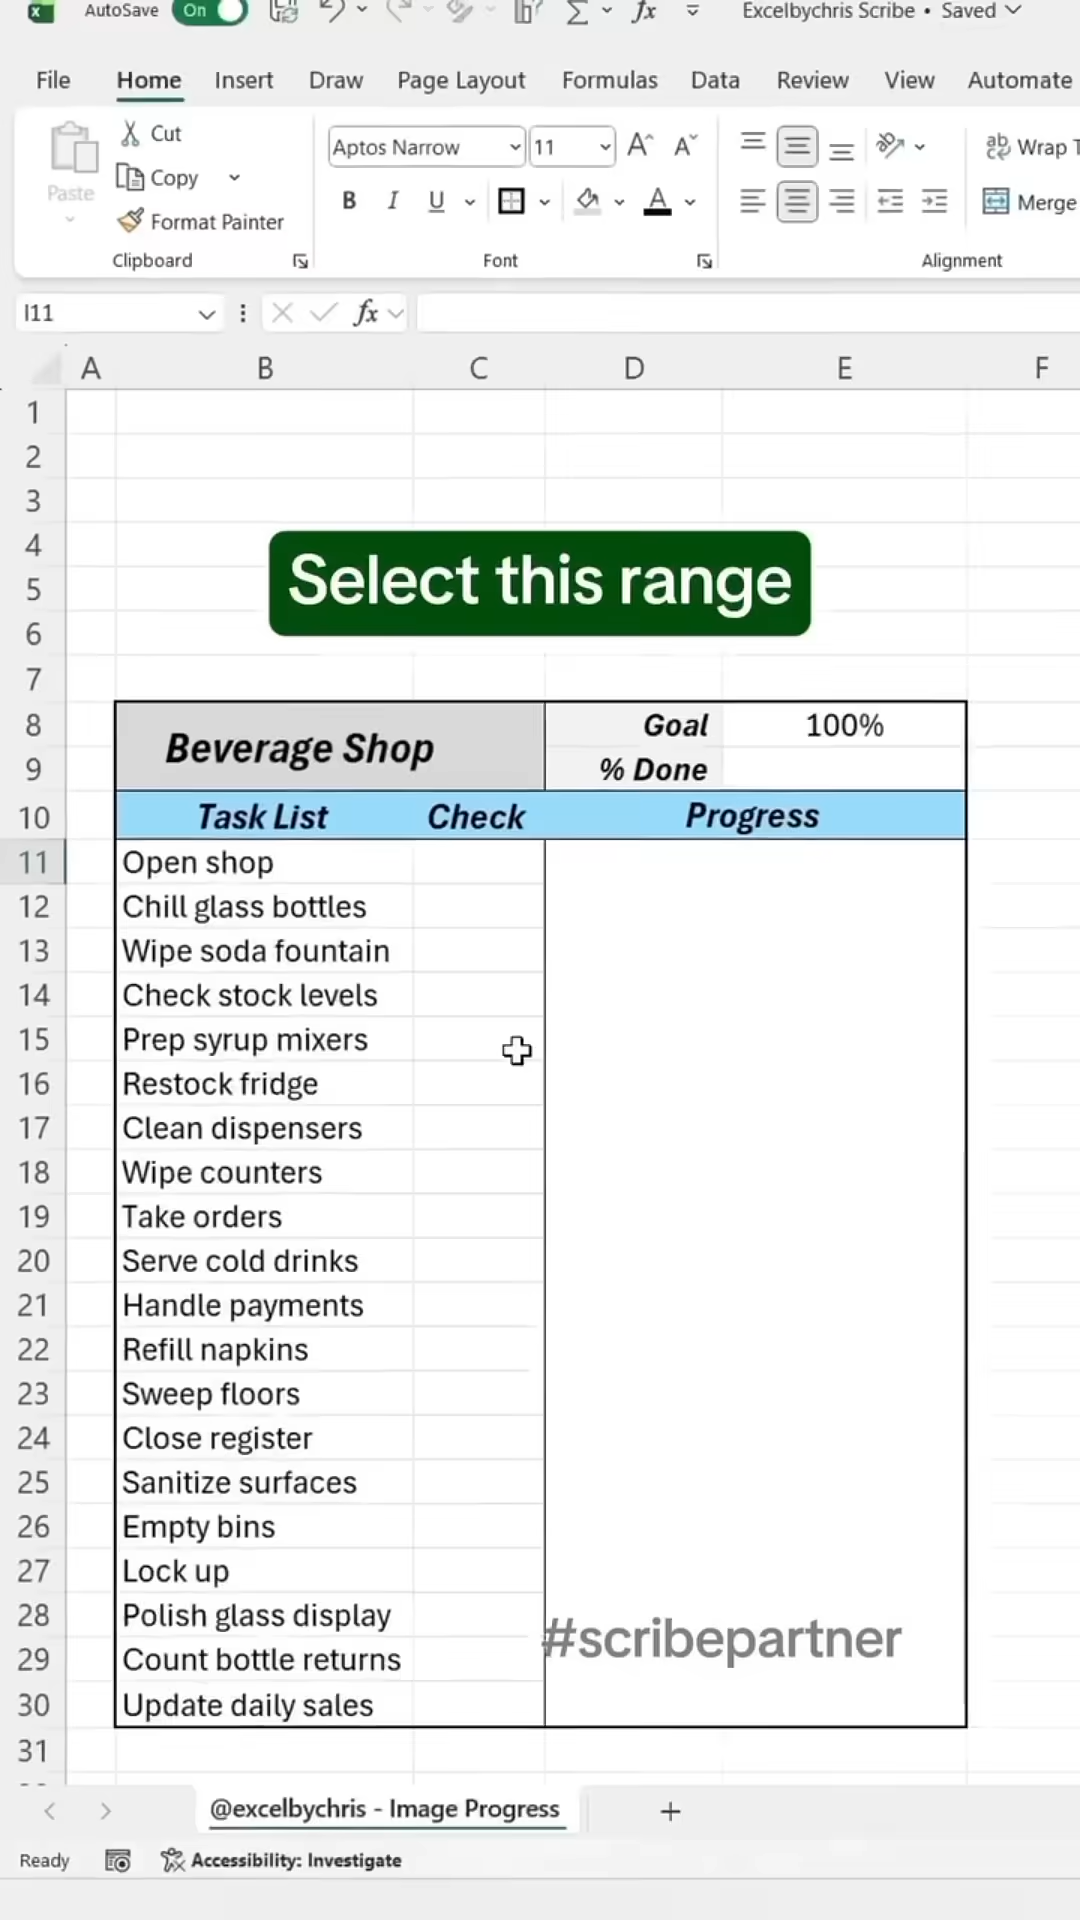 AutoSave On Excelbychris Scribe • Saved
File Home Insert Draw Page Layout Formulas Data Review View Automate
Paste Cut Aptos Narrow 11 Wrap T
Copy
Format Painter B I U A Merge
Clipboard Font Alignment
I11 fx
A B C D E F
1
2
3
4
Select this range
5
6
7
8 Beverage Shop Goal 100%
9 % Done
10 Task List Check Progress
11 Open shop
12 Chill glass bottles
13 Wipe soda fountain
14 Check stock levels
15 Prep syrup mixers
16 Restock fridge
17 Clean dispensers
18 Wipe counters
19 Take orders
20 Serve cold drinks
21 Handle payments
22 Refill napkins
23 Sweep floors
24 Close register
25 Sanitize surfaces
26 Empty bins
27 Lock up
28 Polish glass display
#scribepartner
29 Count bottle returns
30 Update daily sales
31
@excelbychris - Image Progress
Ready Accessibility: Investigate